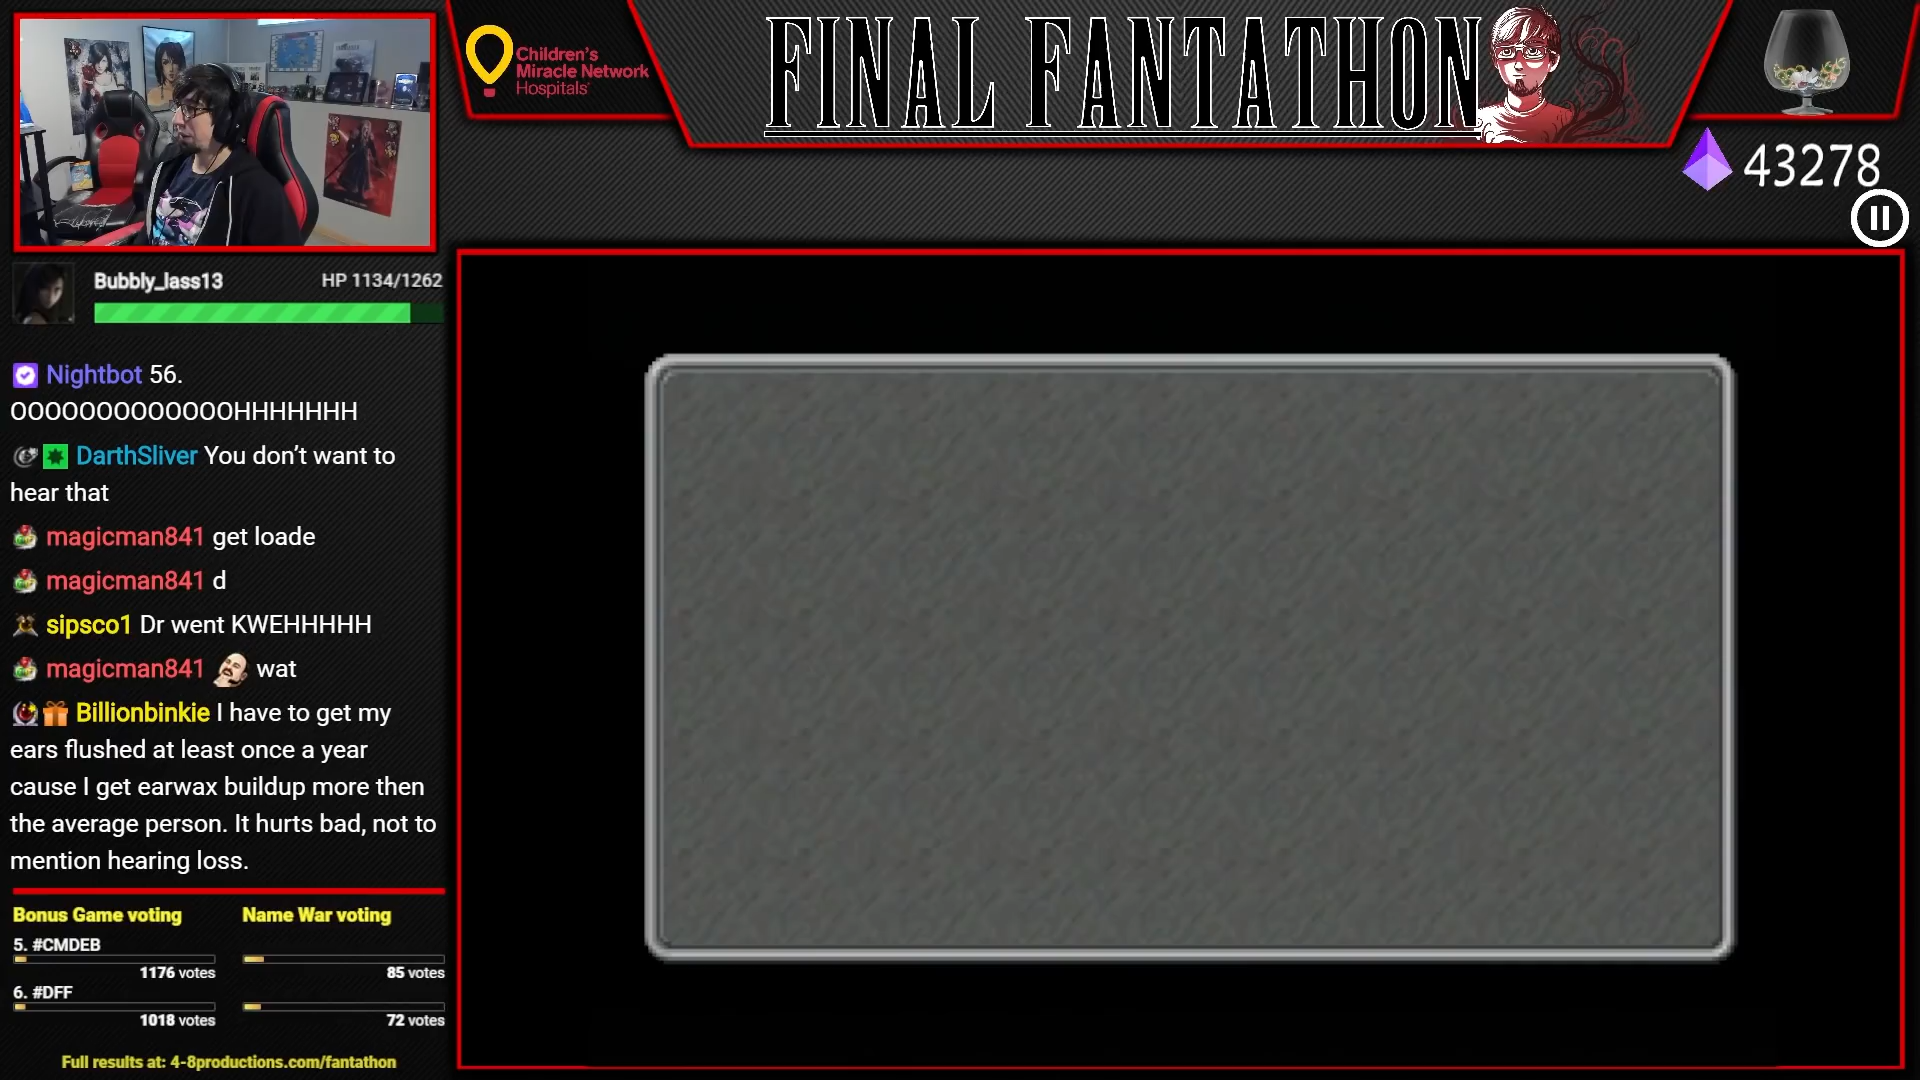 Children's
Miracle Network
Hospitals
FINAL FANTATHON
43278
Bubbly_lass13 HP 1134/1262
Nightbot 56.
OOOOOOOOOOOOOHHHHHHH
DarthSliver You don’t want to
hear that
magicman841 get loade
magicman841 d
sipsco1 Dr went KWEHHHHH
magicman841 wat
Billionbinkie I have to get my
ears flushed at least once a year
cause I get earwax buildup more then
the average person. It hurts bad, not to
mention hearing loss.
Bonus Game voting
5. #CMDEB
1176 votes
6. #DFF
1018 votes
Name War voting
85 votes
72 votes
Full results at: 4-8productions.com/fantathon